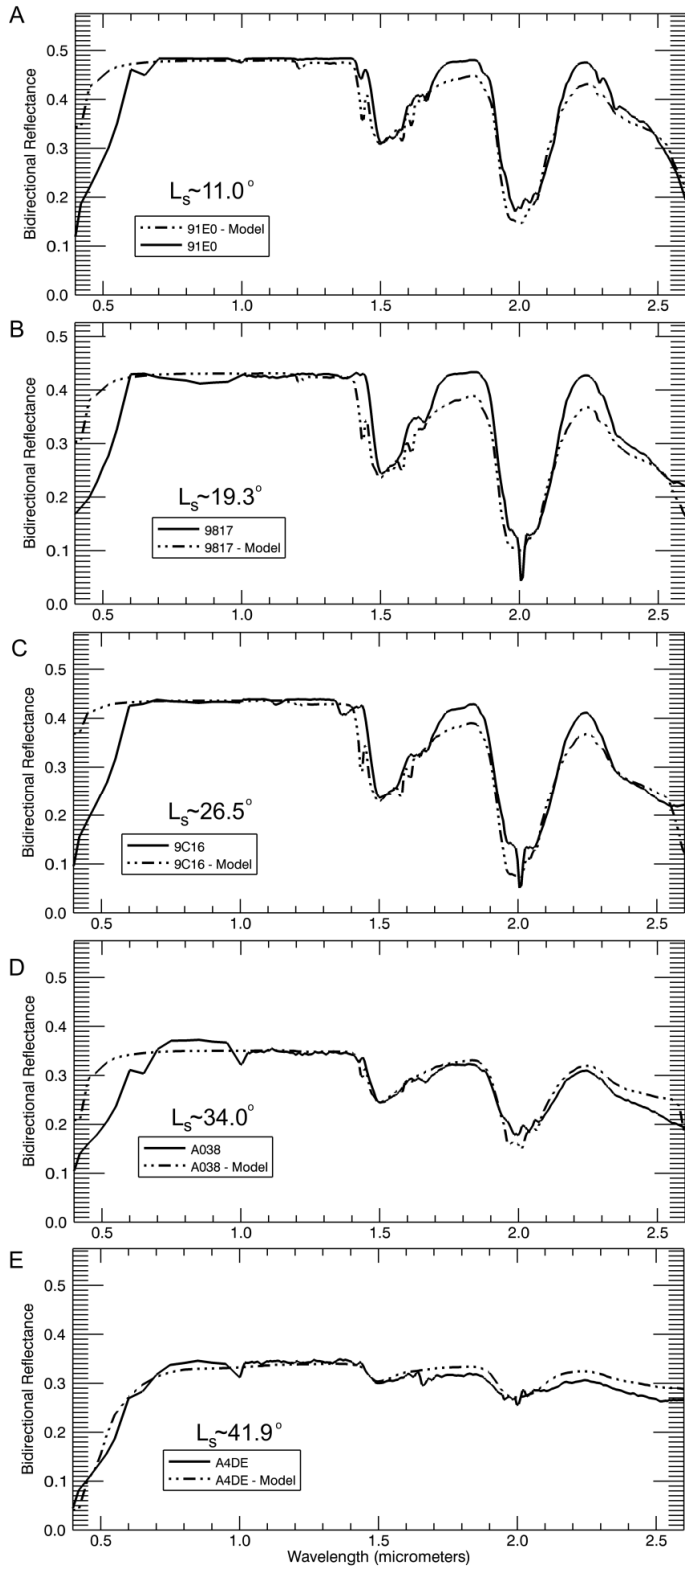 A
Bidirectional Reflectance
0.5
0.4
0.3
0.2
0.1
0.0
Ls~11.0°
91E0 - Model
91E0
0.5 1.0 1.5 2.0 2.5
B
Bidirectional Reflectance
0.5
0.4
0.3
0.2
0.1
0.0
Ls~19.3°
9817
9817 - Model
0.5 1.0 1.5 2.0 2.5
C
Bidirectional Reflectance
0.5
0.4
0.3
0.2
0.1
0.0
Ls~26.5°
9C16
9C16 - Model
0.5 1.0 1.5 2.0 2.5
D
Bidirectional Reflectance
0.5
0.4
0.3
0.2
0.1
0.0
Ls~34.0°
A038
A038 - Model
0.5 1.0 1.5 2.0 2.5
E
Bidirectional Reflectance
0.5
0.4
0.3
0.2
0.1
0.0
Ls~41.9°
A4DE
A4DE - Model
0.5 1.0 1.5 2.0 2.5
Wavelength (micrometers)